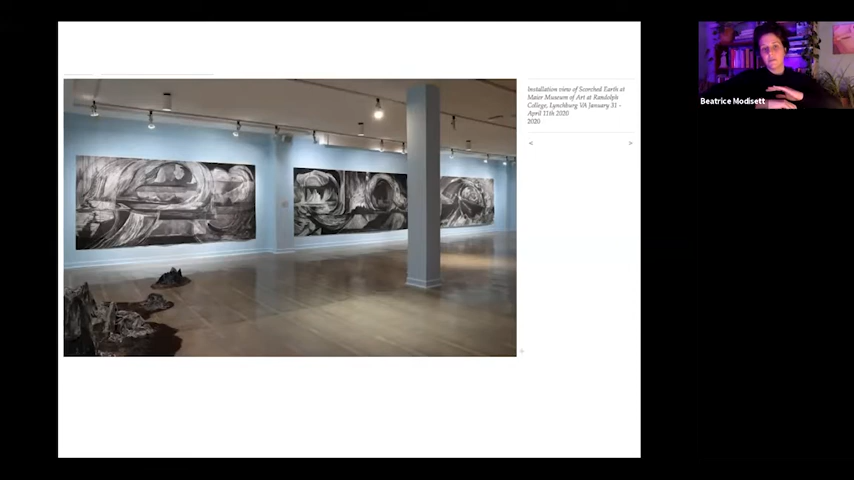 Installation view of Scorched Earth at
Maier Museum of Art at Randolph
College, Lynchburg VA January 31 -
April 11th 2020
2020
< >
Beatrice Modisett